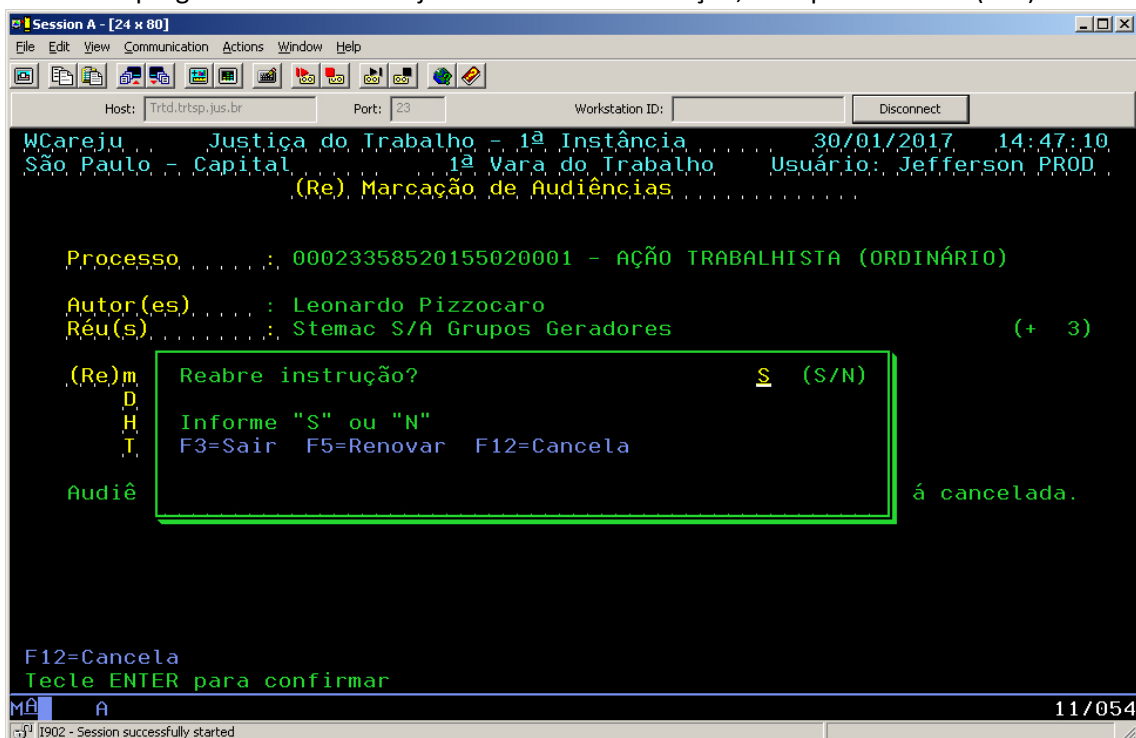 Session A - [24 x 80]
File Edit View Communication Actions Window Help
Host: Trtd.trtsp.jus.br Port: 23 Workstation ID: Disconnect
WCareju Justiça do Trabalho - 1ª Instância 30/01/2017 14:47:10
São Paulo - Capital 1ª Vara do Trabalho Usuário: Jefferson PROD
(Re) Marcação de Audiências
Processo : 00023358520155020001 - AÇÃO TRABALHISTA (ORDINÁRIO)
Autor(es) : Leonardo Pizzocaro
Réu(s) : Stemac S/A Grupos Geradores (+ 3)
(Re)m Reabre instrução? S (S/N)
D
H Informe "S" ou "N"
T F3=Sair F5=Renovar F12=Cancela
Audiê á cancelada.
F12=Cancela
Tecle ENTER para confirmar
MA A 11/054
I902 - Session successfully started